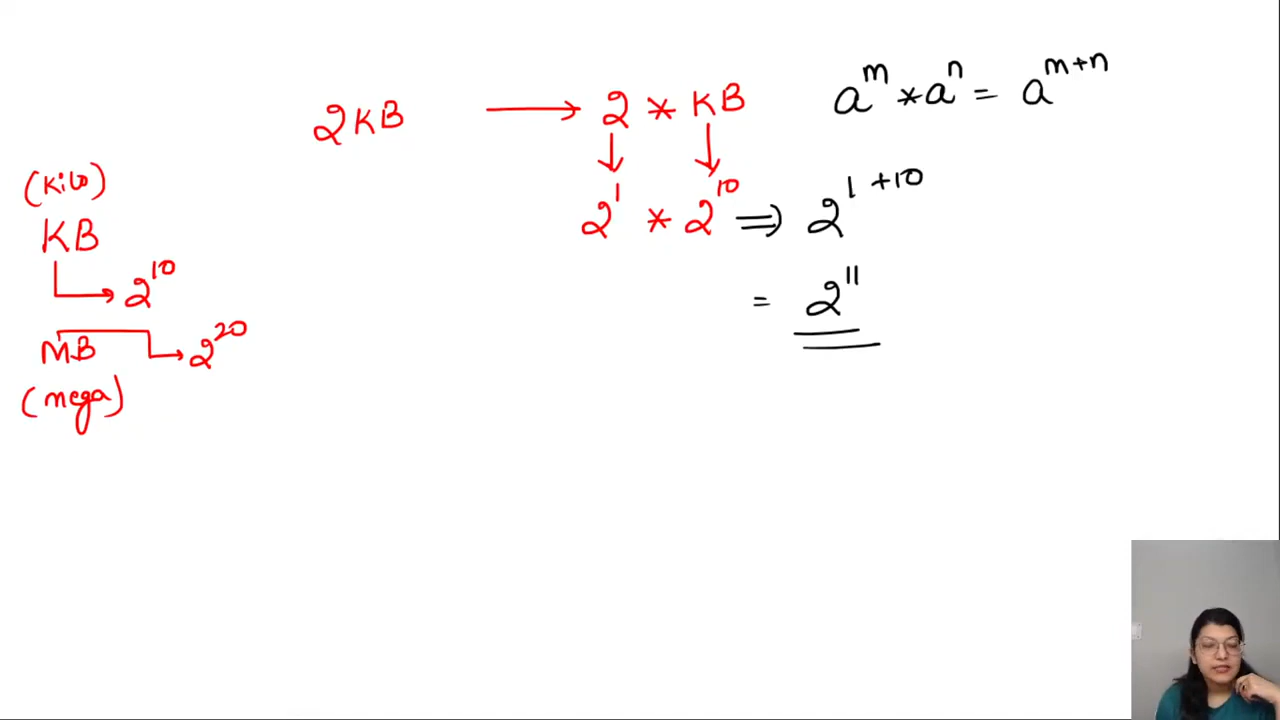 2KB → 2 * KB
a^m * a^n = a^(m+n)
(Kilo)
KB
→ 2^10
2^1 * 2^10 ⇒ 2^(1+10)
= 2^11
MB → 2^20
(mega)